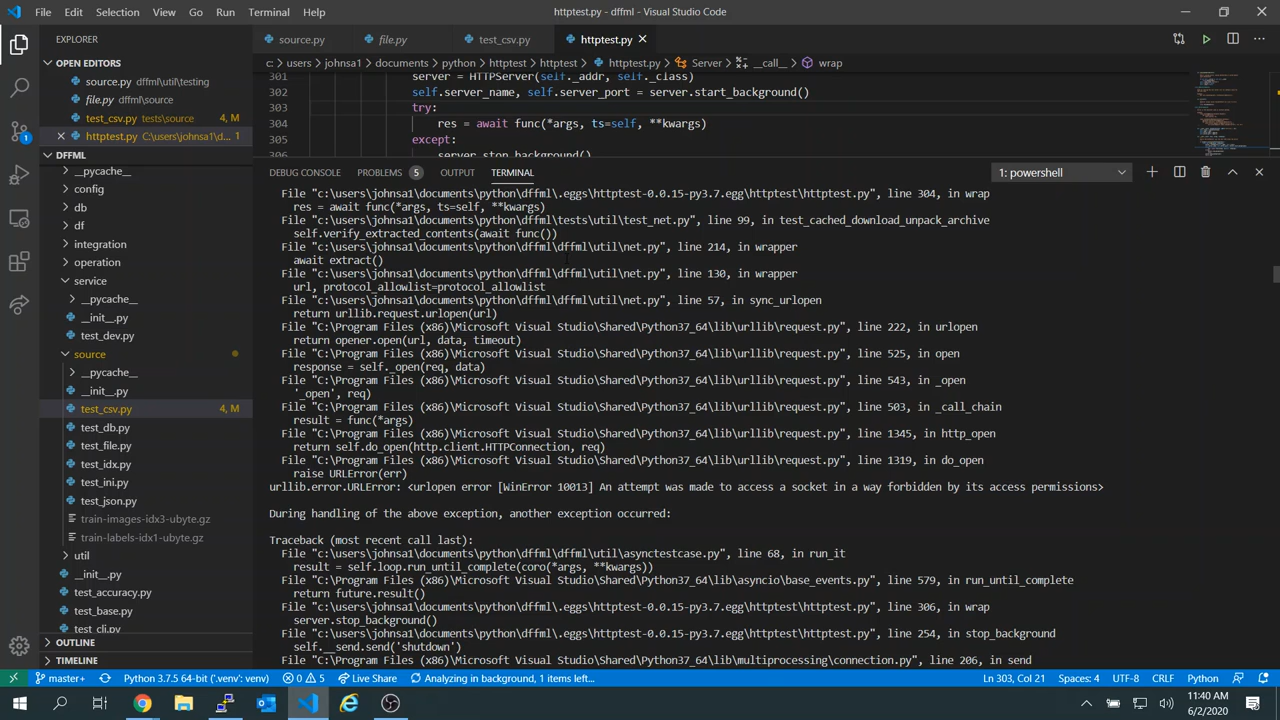 File Edit Selection View Go Run Terminal Help
httptest.py - dffml - Visual Studio Code
EXPLORER
source.py file.py test_csv.py httptest.py
OPEN EDITORS
source.py dffml\util\testing
file.py dffml\source
test_csv.py tests\source 4, M
httptest.py C:\users\johnsa1\d... 1
DFFML
__pycache__
config
db
df
integration
operation
service
__pycache__
__init__.py
test_dev.py
source
__pycache__
__init__.py
test_csv.py 4, M
test_db.py
test_file.py
test_idx.py
test_ini.py
test_json.py
train-images-idx3-ubyte.gz
train-labels-idx1-ubyte.gz
util
__init__.py
test_accuracy.py
test_base.py
test_cli.py
OUTLINE
TIMELINE
c: > users > johnsa1 > documents > python > httptest > httptest > httptest.py > Server > __call__ > wrap
301 server = HTTPServer(self._addr, self._class)
302 self.server_name, self.server_port = server.start_background()
303 try:
304 res = await func(*args, ts=self, **kwargs)
305 except:
306 server.stop_background()
DEBUG CONSOLE PROBLEMS 5 OUTPUT TERMINAL 1: powershell
File "c:\users\johnsa1\documents\python\dffml\.eggs\httptest-0.0.15-py3.7.egg\httptest\httptest.py", line 304, in wrap
res = await func(*args, ts=self, **kwargs)
File "c:\users\johnsa1\documents\python\dffml\tests\util\test_net.py", line 99, in test_cached_download_unpack_archive
self.verify_extracted_contents(await func())
File "c:\users\johnsa1\documents\python\dffml\dffml\util\net.py", line 214, in wrapper
await extract()
File "c:\users\johnsa1\documents\python\dffml\dffml\util\net.py", line 130, in wrapper
url, protocol_allowlist=protocol_allowlist
File "c:\users\johnsa1\documents\python\dffml\dffml\util\net.py", line 57, in sync_urlopen
return urllib.request.urlopen(url)
File "C:\Program Files (x86)\Microsoft Visual Studio\Shared\Python37_64\lib\urllib\request.py", line 222, in urlopen
return opener.open(url, data, timeout)
File "C:\Program Files (x86)\Microsoft Visual Studio\Shared\Python37_64\lib\urllib\request.py", line 525, in open
response = self._open(req, data)
File "C:\Program Files (x86)\Microsoft Visual Studio\Shared\Python37_64\lib\urllib\request.py", line 543, in _open
'_open', req)
File "C:\Program Files (x86)\Microsoft Visual Studio\Shared\Python37_64\lib\urllib\request.py", line 503, in _call_chain
result = func(*args)
File "C:\Program Files (x86)\Microsoft Visual Studio\Shared\Python37_64\lib\urllib\request.py", line 1345, in http_open
return self.do_open(http.client.HTTPConnection, req)
File "C:\Program Files (x86)\Microsoft Visual Studio\Shared\Python37_64\lib\urllib\request.py", line 1319, in do_open
raise URLError(err)
urllib.error.URLError: <urlopen error [WinError 10013] An attempt was made to access a socket in a way forbidden by its access permissions>
During handling of the above exception, another exception occurred:
Traceback (most recent call last):
File "c:\users\johnsa1\documents\python\dffml\dffml\util\asynctestcase.py", line 68, in run_it
result = self.loop.run_until_complete(coro(*args, **kwargs))
File "C:\Program Files (x86)\Microsoft Visual Studio\Shared\Python37_64\lib\asyncio\base_events.py", line 579, in run_until_complete
return future.result()
File "c:\users\johnsa1\documents\python\dffml\.eggs\httptest-0.0.15-py3.7.egg\httptest\httptest.py", line 306, in wrap
server.stop_background()
File "c:\users\johnsa1\documents\python\dffml\.eggs\httptest-0.0.15-py3.7.egg\httptest\httptest.py", line 254, in stop_background
self.__send.send('shutdown')
File "C:\Program Files (x86)\Microsoft Visual Studio\Shared\Python37_64\lib\multiprocessing\connection.py", line 206, in send
master+ Python 3.7.5 64-bit ('.venv': venv) 0 5 Live Share Analyzing in background, 1 items left... Ln 303, Col 21 Spaces: 4 UTF-8 CRLF Python
11:40 AM
6/2/2020